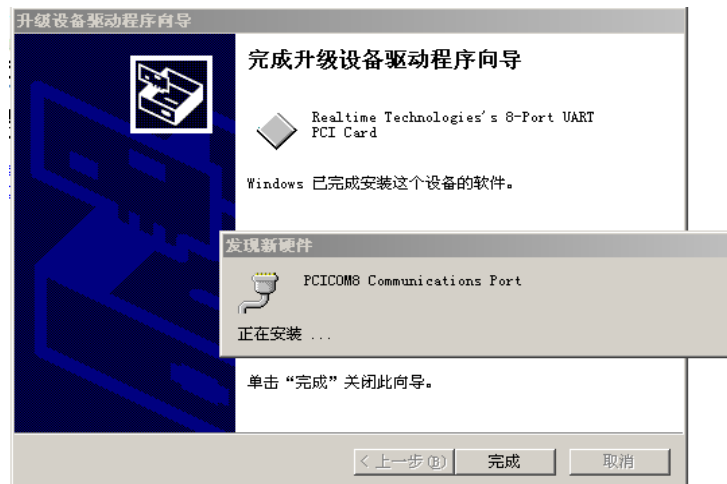 升级设备驱动程序向导
完成升级设备驱动程序向导
Realtime Technologies's 8-Port UART
PCI Card
Windows 已完成安装这个设备的软件。
发现新硬件
PCICOM8 Communications Port
正在安装 ...
单击“完成”关闭此向导。
< 上一步(B)
完成
取消